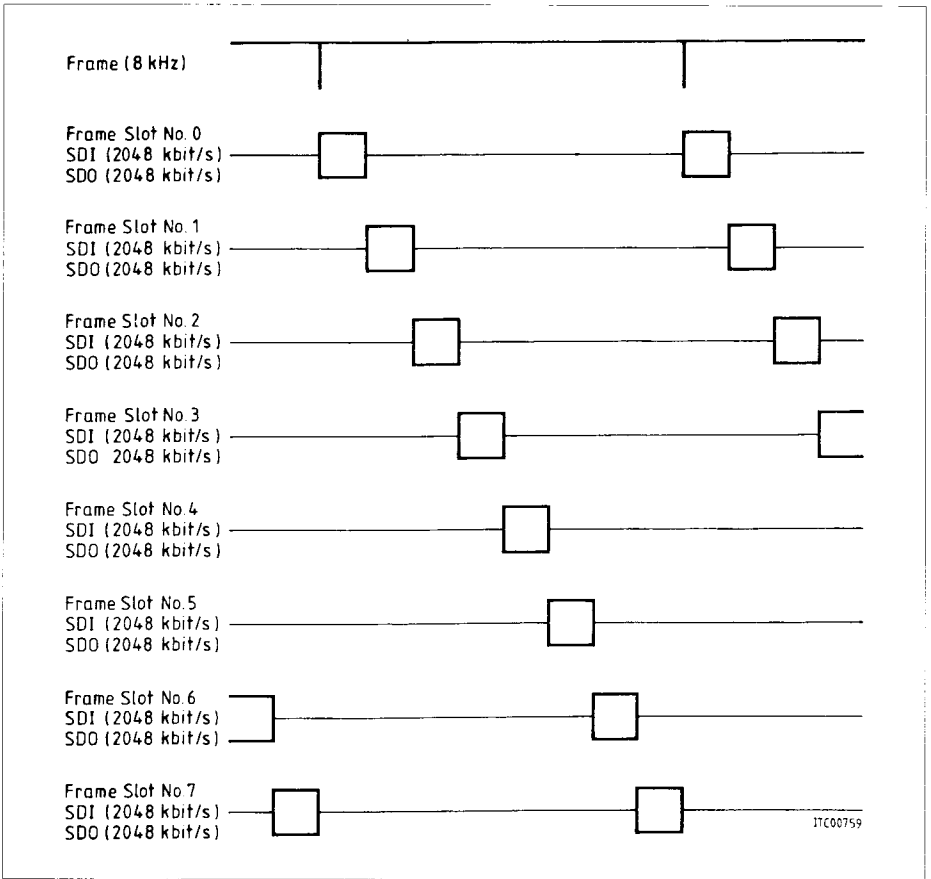 Frame (8 kHz)
Frame Slot No. 0
SDI (2048 kbit/s)
SDO (2048 kbit/s)
Frame Slot No. 1
SDI (2048 kbit/s)
SDO (2048 kbit/s)
Frame Slot No. 2
SDI (2048 kbit/s)
SDO (2048 kbit/s)
Frame Slot No. 3
SDI (2048 kbit/s)
SDO 2048 kbit/s)
Frame Slot No. 4
SDI (2048 kbit/s)
SDO (2048 kbit/s)
Frame Slot No. 5
SDI (2048 kbit/s)
SDO (2048 kbit/s)
Frame Slot No. 6
SDI (2048 kbit/s)
SDO (2048 kbit/s)
Frame Slot No. 7
SDI (2048 kbit/s)
SDO (2048 kbit/s)
ITC00759